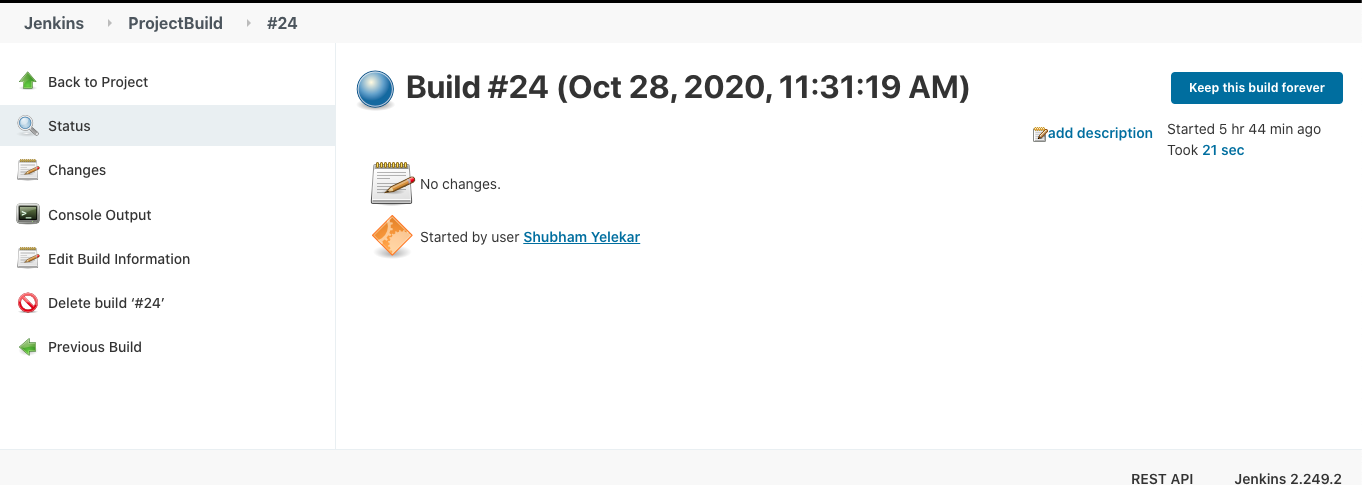 Jenkins ProjectBuild #24
Back to Project
Status
Changes
Console Output
Edit Build Information
Delete build ‘#24’
Previous Build
Build #24 (Oct 28, 2020, 11:31:19 AM)
Keep this build forever
add description
Started 5 hr 44 min ago
Took 21 sec
No changes.
Started by user Shubham Yelekar
REST API Jenkins 2.249.2